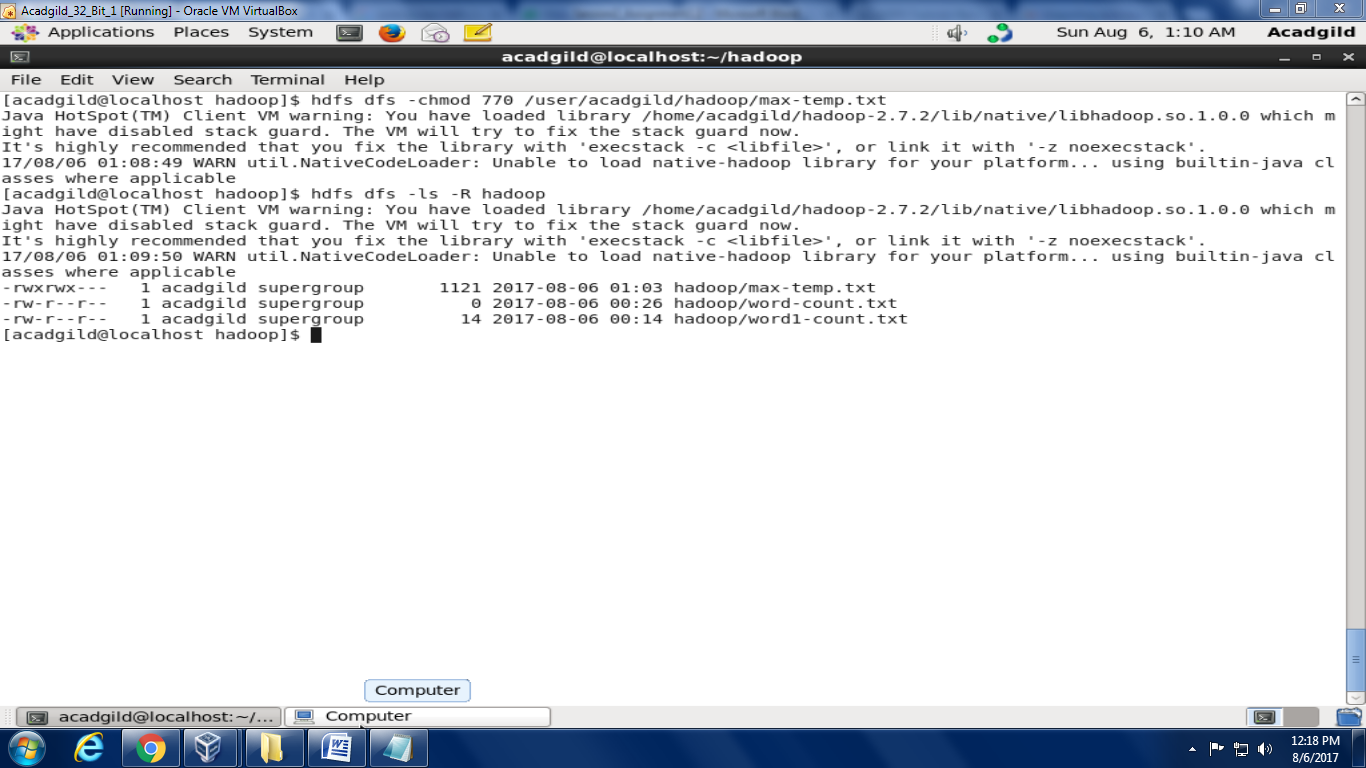 Acadgild_32_Bit_1 [Running] - Oracle VM VirtualBox
Applications Places System Sun Aug 6, 1:10 AM Acadgild
acadgild@localhost:~/hadoop
File Edit View Search Terminal Help
[acadgild@localhost hadoop]$ hdfs dfs -chmod 770 /user/acadgild/hadoop/max-temp.txt
Java HotSpot(TM) Client VM warning: You have loaded library /home/acadgild/hadoop-2.7.2/lib/native/libhadoop.so.1.0.0 which m
ight have disabled stack guard. The VM will try to fix the stack guard now.
It's highly recommended that you fix the library with 'execstack -c <libfile>', or link it with '-z noexecstack'.
17/08/06 01:08:49 WARN util.NativeCodeLoader: Unable to load native-hadoop library for your platform... using builtin-java cl
asses where applicable
[acadgild@localhost hadoop]$ hdfs dfs -ls -R hadoop
Java HotSpot(TM) Client VM warning: You have loaded library /home/acadgild/hadoop-2.7.2/lib/native/libhadoop.so.1.0.0 which m
ight have disabled stack guard. The VM will try to fix the stack guard now.
It's highly recommended that you fix the library with 'execstack -c <libfile>', or link it with '-z noexecstack'.
17/08/06 01:09:50 WARN util.NativeCodeLoader: Unable to load native-hadoop library for your platform... using builtin-java cl
asses where applicable
-rwxrwx--- 1 acadgild supergroup 1121 2017-08-06 01:03 hadoop/max-temp.txt
-rw-r--r-- 1 acadgild supergroup 0 2017-08-06 00:26 hadoop/word-count.txt
-rw-r--r-- 1 acadgild supergroup 14 2017-08-06 00:14 hadoop/word1-count.txt
[acadgild@localhost hadoop]$
Computer
acadgild@localhost:~/... Computer
12:18 PM
8/6/2017